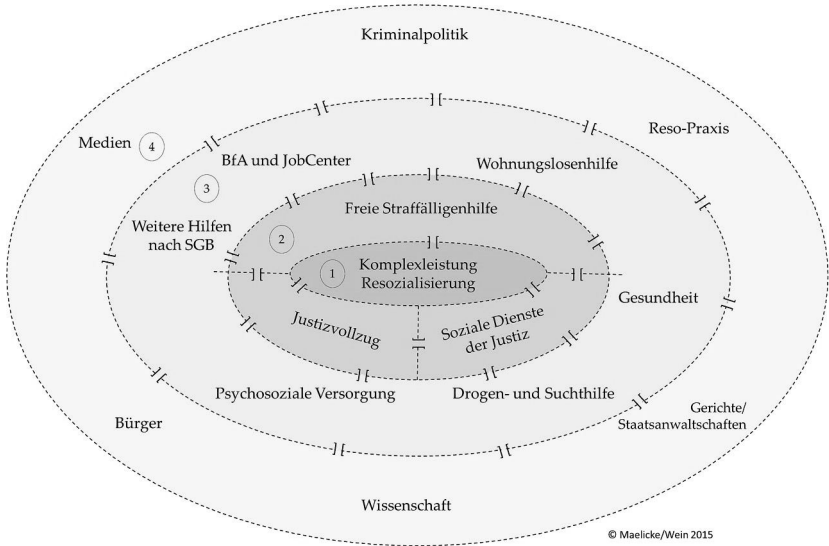 Kriminalpolitik
Medien
4
Reso-Praxis
BfA und JobCenter
Wohnungslosenhilfe
3
Freie Straffälligenhilfe
Weitere Hilfen
nach SGB
2
1
Komplexleistung
Resozialisierung
Gesundheit
Justizvollzug
Soziale Dienste
der Justiz
Psychosoziale Versorgung
Drogen- und Suchthilfe
Bürger
Gerichte/
Staatsanwaltschaften
Wissenschaft
© Maelicke/Wein 2015